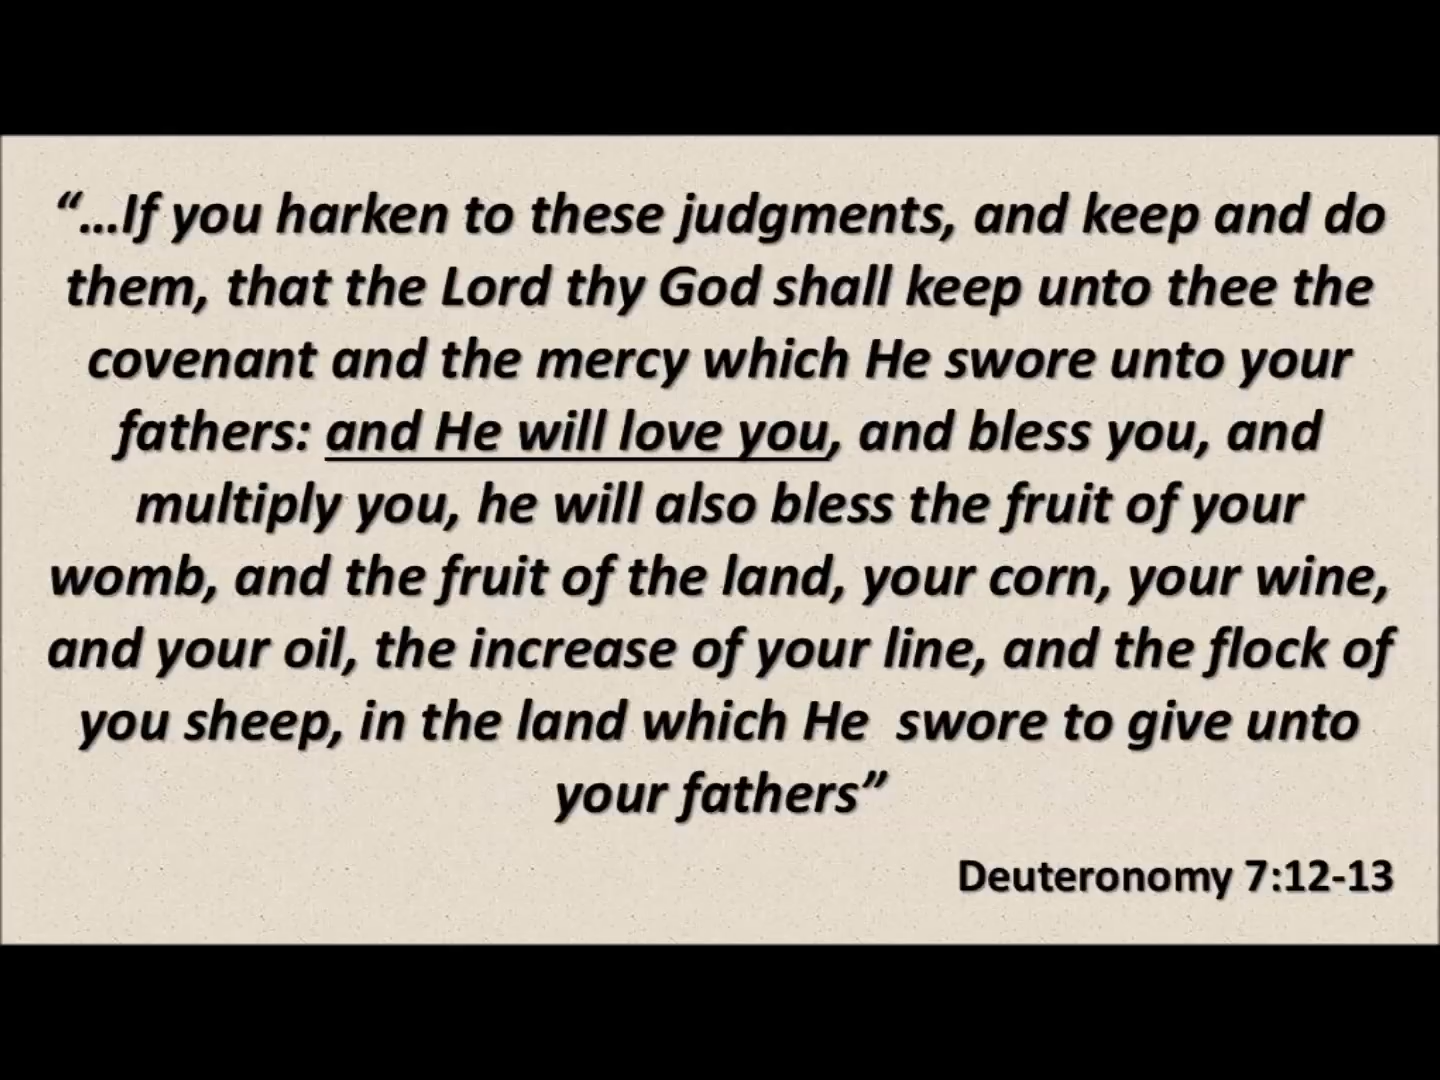 “...If you harken to these judgments, and keep and do
them, that the Lord thy God shall keep unto thee the
covenant and the mercy which He swore unto your
fathers: and He will love you, and bless you, and
multiply you, he will also bless the fruit of your
womb, and the fruit of the land, your corn, your wine,
and your oil, the increase of your line, and the flock of
you sheep, in the land which He  swore to give unto
your fathers”
Deuteronomy 7:12-13